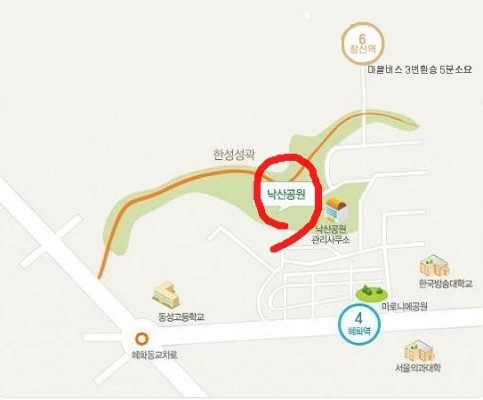 6
창신역
마을버스 3번환승 5분소요
한성성곽
낙산공원
낙산공원
관리사무소
한국방송대학교
마로니에공원
동성고등학교
4
혜화역
혜화동교차로
서울의과대학